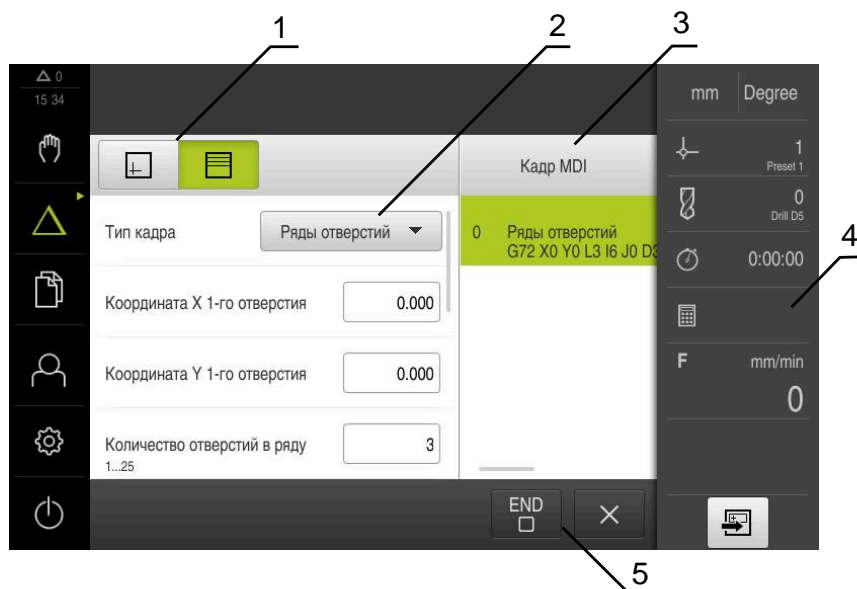 1
2
3
0
15 34
mm Degree
1
Preset 1
Кадр MDI
0
Drill D5
Тип кадра
Ряды отверстий
0 Ряды отверстий
G72 X0 Y0 L3 I6 J0 D3
4
0:00:00
Координата X 1-го отверстия
0.000
F mm/min
0
Координата Y 1-го отверстия
0.000
Количество отверстий в ряду
1...25
3
END
5